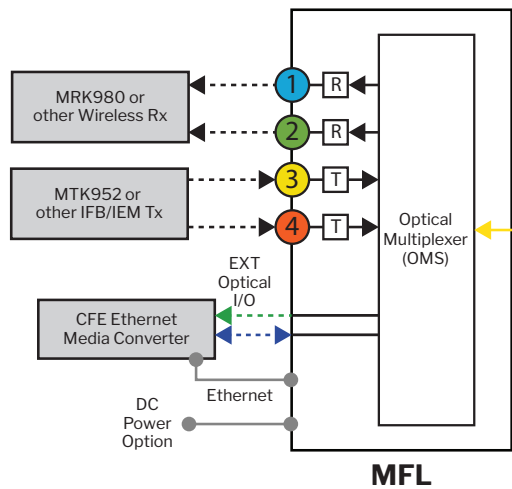 MRK980 or
other Wireless Rx
1
R
2
R
MTK952 or
other IFB/IEM Tx
3
T
4
T
Optical
Multiplexer
(OMS)
EXT
Optical
I/O
CFE Ethernet
Media Converter
Ethernet
DC
Power
Option
MFL